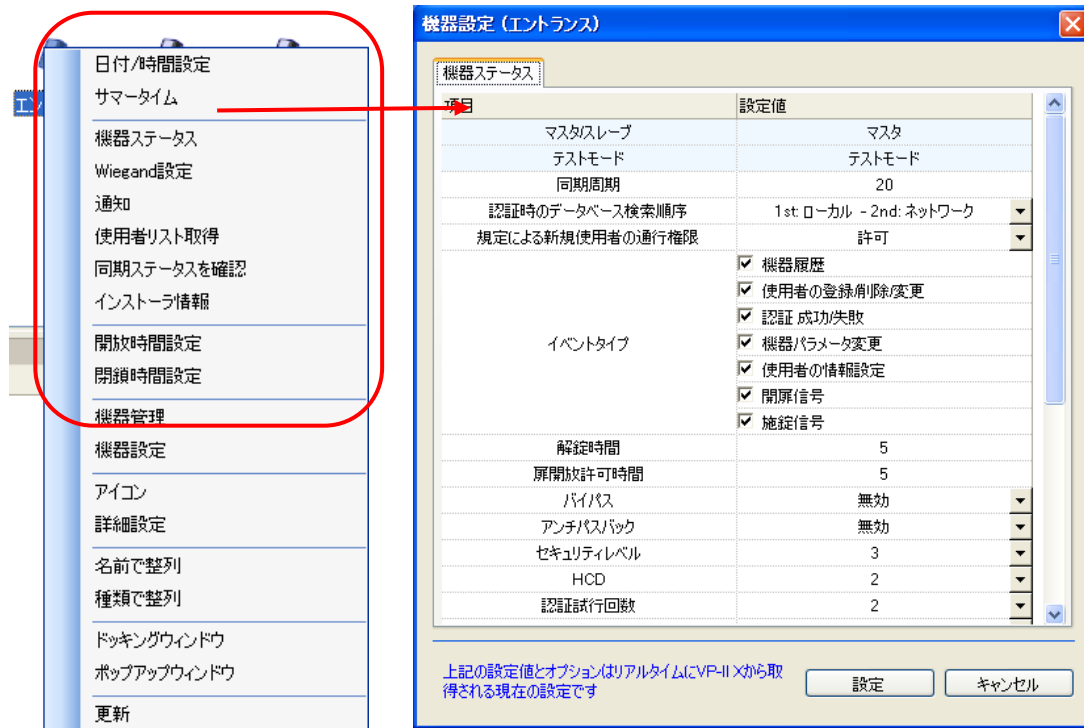 エン
日付/時間設定
サマータイム
機器ステータス
Wiegand設定
通知
使用者リスト取得
同期ステータスを確認
インストーラ情報
開放時間設定
閉鎖時間設定
機器管理
機器設定
アイコン
詳細設定
名前で整列
種類で整列
ドッキングウィンドウ
ポップアップウィンドウ
更新
機器設定 (エントランス)
機器ステータス
項目 設定値
マスタ/スレーブ マスタ
テストモード テストモード
同期周期 20
認証時のデータベース検索順序 1st: ローカル - 2nd: ネットワーク
規定による新規使用者の通行権限 許可
イベントタイプ
機器履歴
使用者の登録/削除/変更
認証 成功/失敗
機器パラメータ変更
使用者の情報設定
開扉信号
施錠信号
解錠時間 5
扉開放許可時間 5
バイパス 無効
アンチパスバック 無効
セキュリティレベル 3
HCD 2
認証試行回数 2
上記の設定値とオプションはリアルタイムにVP-II Xから取
得される現在の設定です
設定 キャンセル